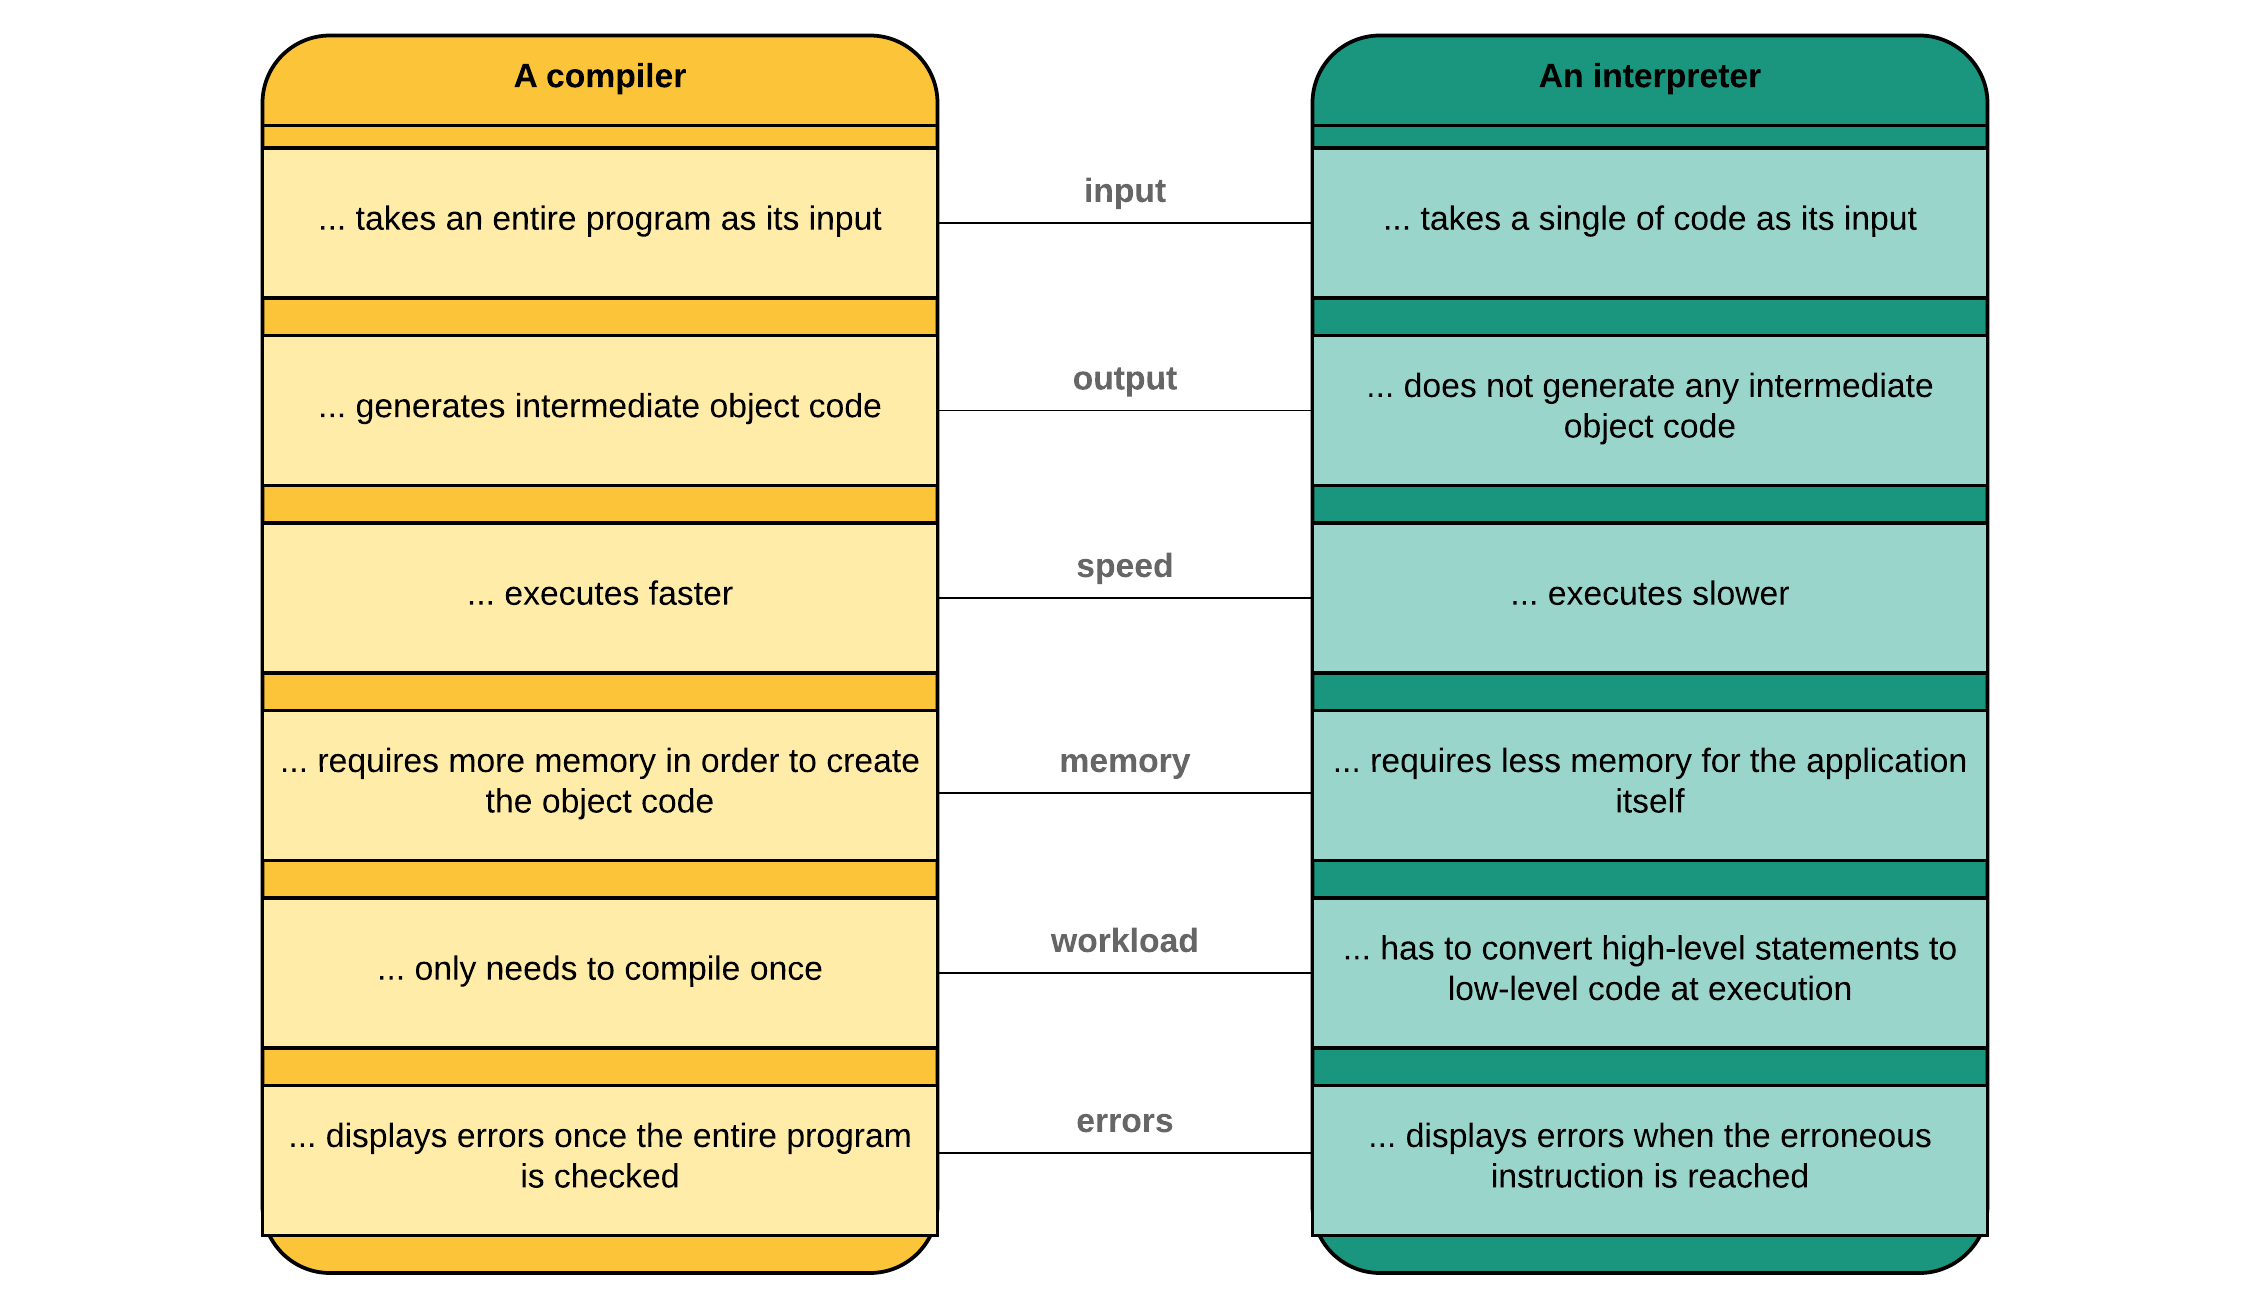 A compiler
An interpreter
input
... takes an entire program as its input
... takes a single of code as its input
output
... generates intermediate object code
... does not generate any intermediate
object code
speed
... executes faster
... executes slower
memory
... requires more memory in order to create
the object code
... requires less memory for the application
itself
workload
... only needs to compile once
... has to convert high-level statements to
low-level code at execution
errors
... displays errors once the entire program
is checked
... displays errors when the erroneous
instruction is reached